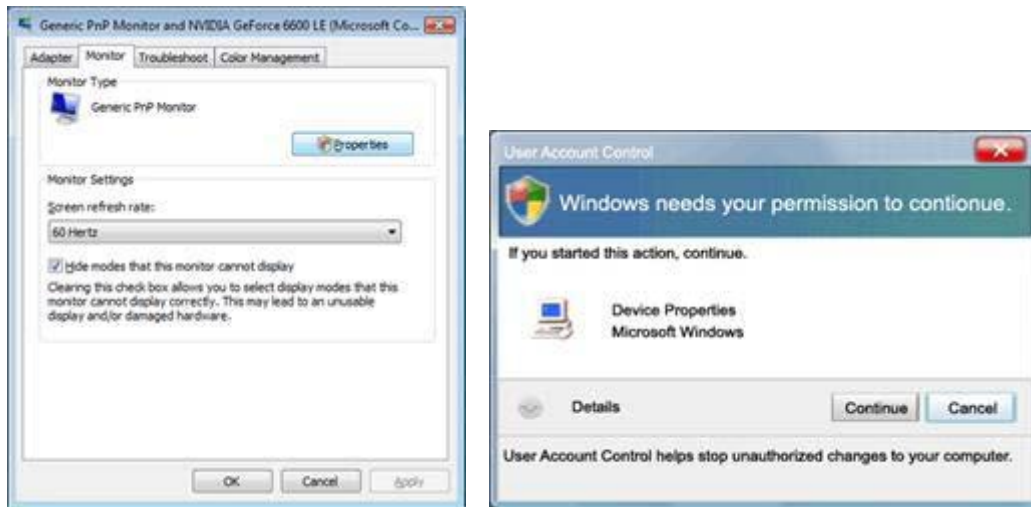 Generic PnP Monitor and NVIDIA GeForce 6600 LE (Microsoft Co...
Adapter Monitor Troubleshoot Color Management
Monitor Type
Generic PnP Monitor
Properties
Monitor Settings
Screen refresh rate:
60 Hertz
Hide modes that this monitor cannot display
Clearing this check box allows you to select display modes that this
monitor cannot display correctly. This may lead to an unusable
display and/or damaged hardware.
OK Cancel Apply
User Account Control
Windows needs your permission to contionue.
If you started this action, continue.
Device Properties
Microsoft Windows
Details Continue Cancel
User Account Control helps stop unauthorized changes to your computer.